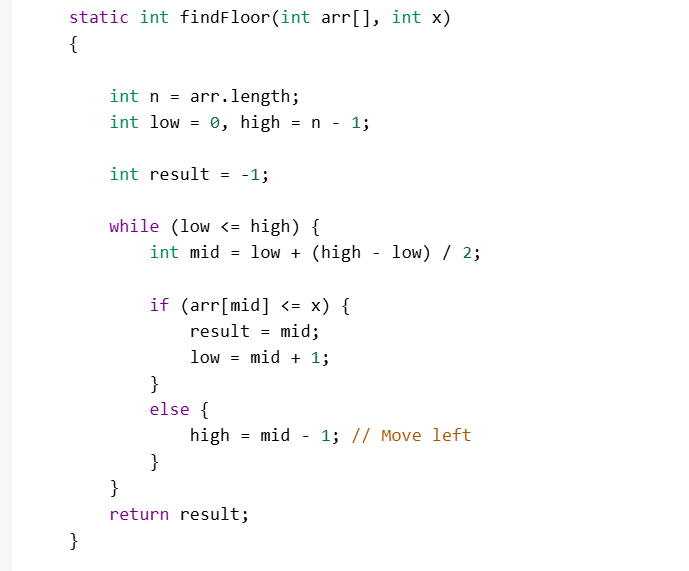 static int findFloor(int arr[], int x)
{
int n = arr.length;
int low = 0, high = n - 1;
int result = -1;
while (low <= high) {
int mid = low + (high - low) / 2;
if (arr[mid] <= x) {
result = mid;
low = mid + 1;
}
else {
high = mid - 1; // Move left
}
}
return result;
}